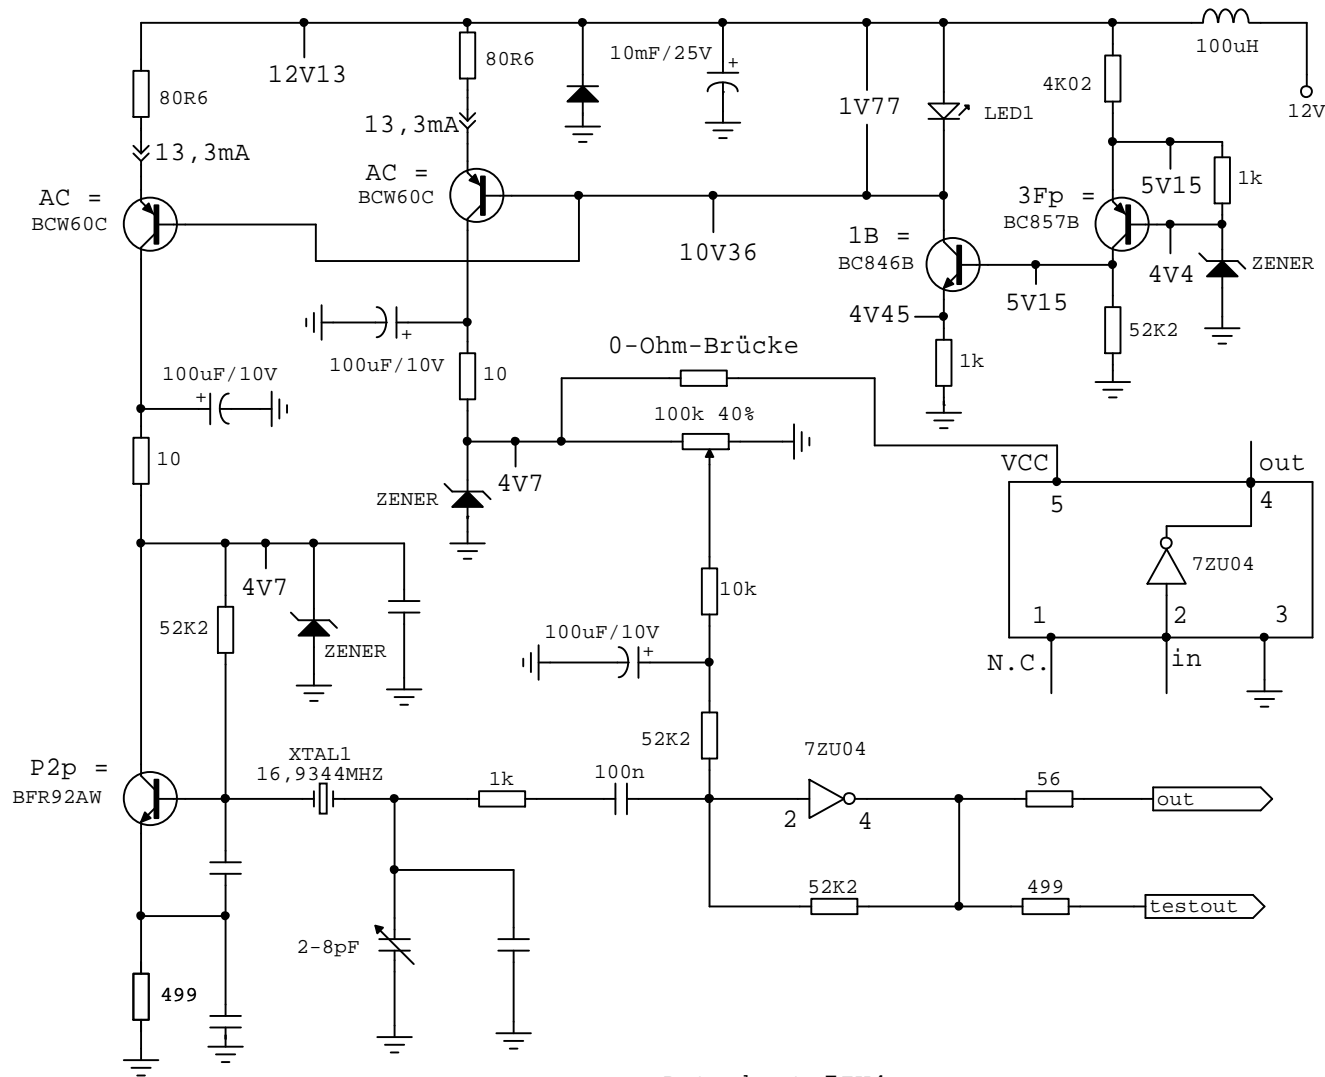 100uH
12V
12V13
80R6
80R6
10mF/25V
1V77
LED1
4K02
13,3mA
13,3mA
AC =
BCW60C
AC =
BCW60C
10V36
1B =
BC846B
3Fp =
BC857B
5V15
1k
4V4
ZENER
5V15
4V45
1k
52K2
100uF/10V
+
100uF/10V
+
+
10
10
0-Ohm-Brücke
100k 40%
4V7
ZENER
VCC
5
out
4
7ZU04
1
2
3
N.C.
in
4V7
52K2
ZENER
10k
100uF/10V
+
52K2
P2p =
BFR92AW
XTAL1
16,9344MHZ
1k
100n
7ZU04
2
4
56
out
52K2
499
testout
2-8pF
499